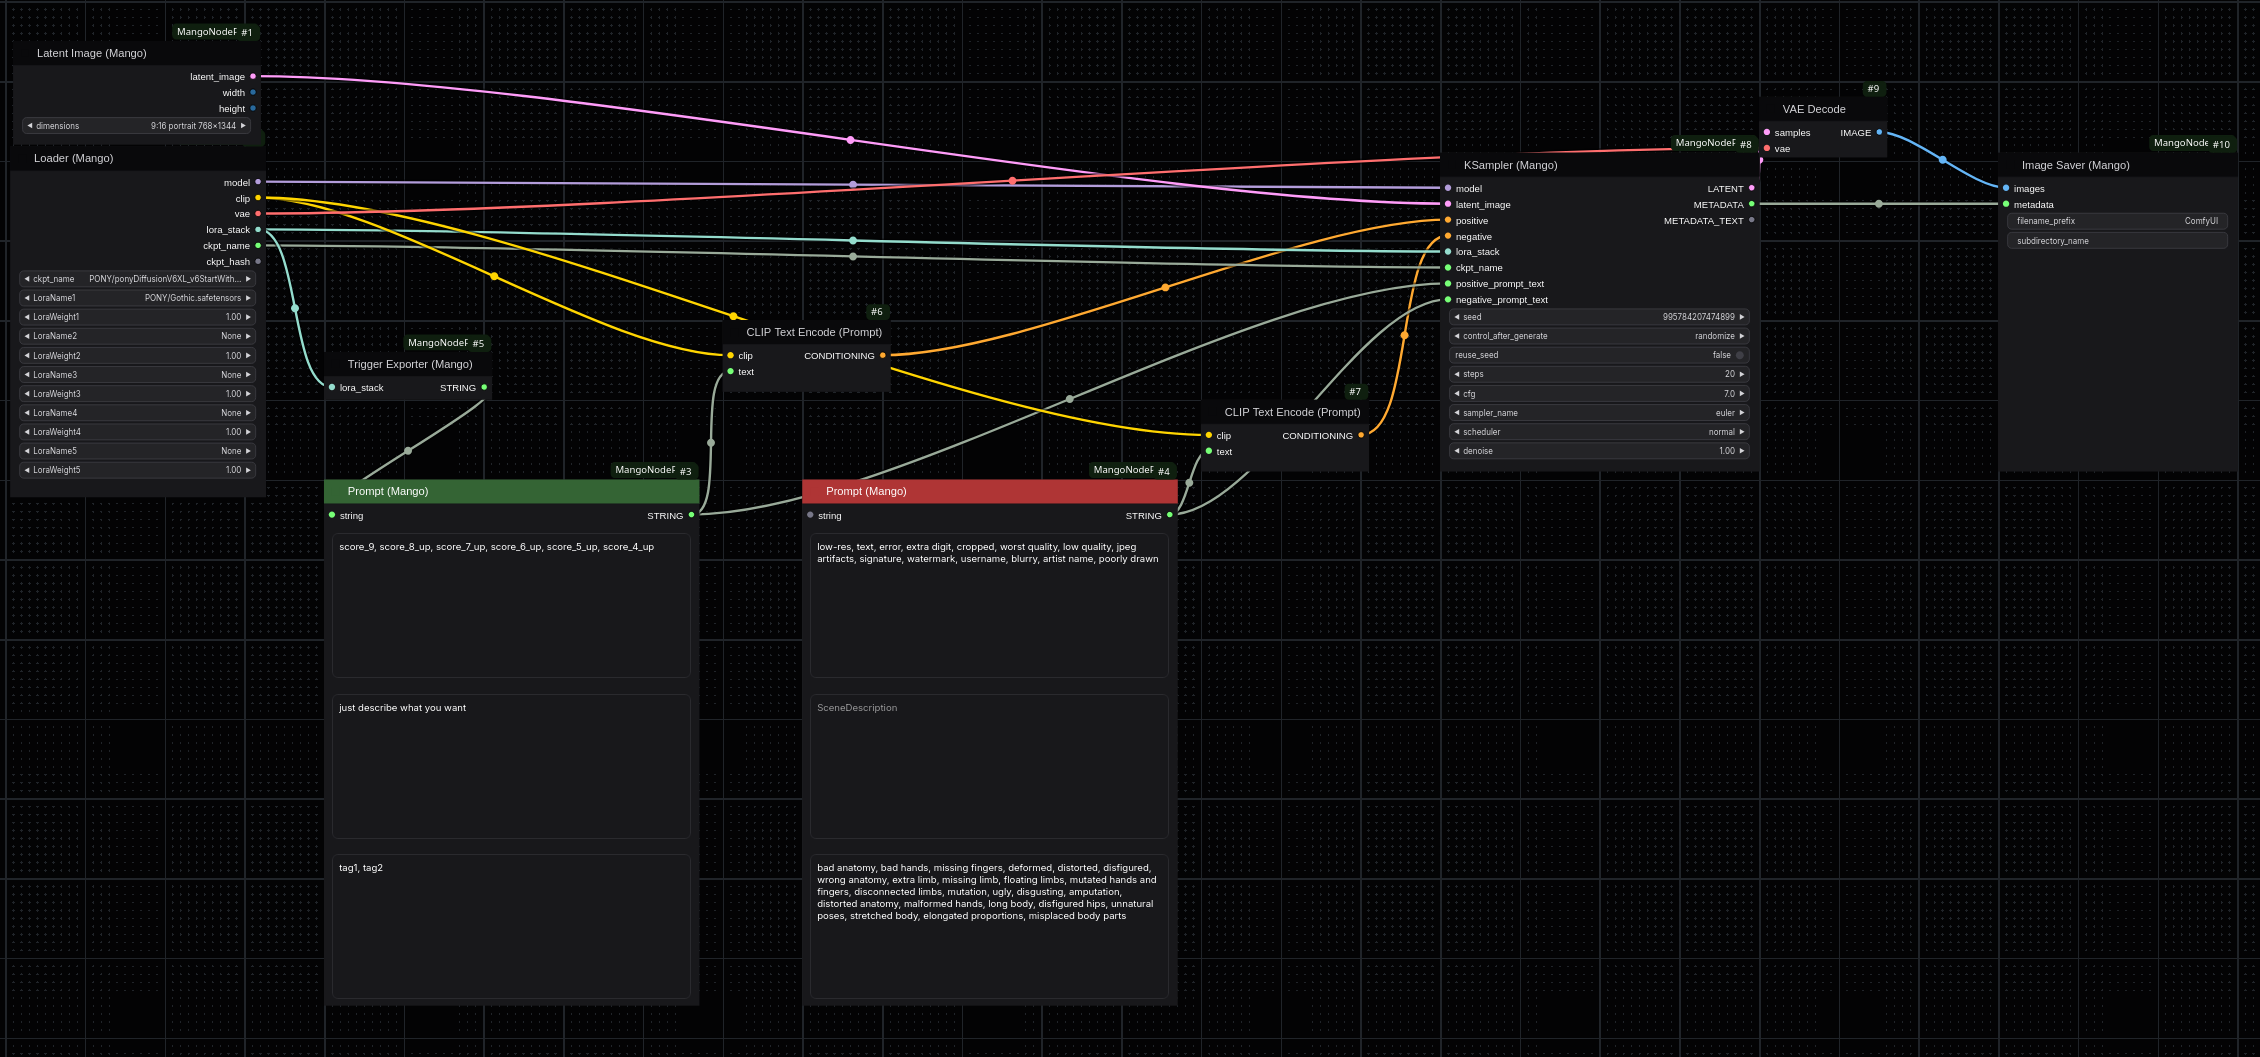 MangoNodeP #1
Latent Image (Mango)
latent_image
width
height
dimensions 9:16 portrait 768×1344
Loader (Mango)
model
clip
vae
lora_stack
ckpt_name
ckpt_hash
ckpt_name PONY/ponyDiffusionV6XL_v6StartWith...
LoraName1 PONY/Gothic.safetensors
LoraWeight1 1.00
LoraName2 None
LoraWeight2 1.00
LoraName3 None
LoraWeight3 1.00
LoraName4 None
LoraWeight4 1.00
LoraName5 None
LoraWeight5 1.00
MangoNodeP #5
Trigger Exporter (Mango)
lora_stack STRING
#6
CLIP Text Encode (Prompt)
clip CONDITIONING
text
#7
CLIP Text Encode (Prompt)
clip CONDITIONING
text
MangoNodeP #3
Prompt (Mango)
string STRING
score_9, score_8_up, score_7_up, score_6_up, score_5_up, score_4_up
just describe what you want
tag1, tag2
MangoNodeP #4
Prompt (Mango)
string STRING
low-res, text, error, extra digit, cropped, worst quality, low quality, jpeg
artifacts, signature, watermark, username, blurry, artist name, poorly drawn
SceneDescription
bad anatomy, bad hands, missing fingers, deformed, distorted, disfigured,
wrong anatomy, extra limb, missing limb, floating limbs, mutated hands and
fingers, disconnected limbs, mutation, ugly, disgusting, amputation,
distorted anatomy, malformed hands, long body, disfigured hips, unnatural
poses, stretched body, elongated proportions, misplaced body parts
MangoNodeP #8
KSampler (Mango)
model LATENT
latent_image METADATA
positive METADATA_TEXT
negative
lora_stack
ckpt_name
positive_prompt_text
negative_prompt_text
seed 995784207474899
control_after_generate randomize
reuse_seed false
steps 20
cfg 7.0
sampler_name euler
scheduler normal
denoise 1.00
#9
VAE Decode
samples IMAGE
vae
MangoNode #10
Image Saver (Mango)
images
metadata
filename_prefix ComfyUI
subdirectory_name